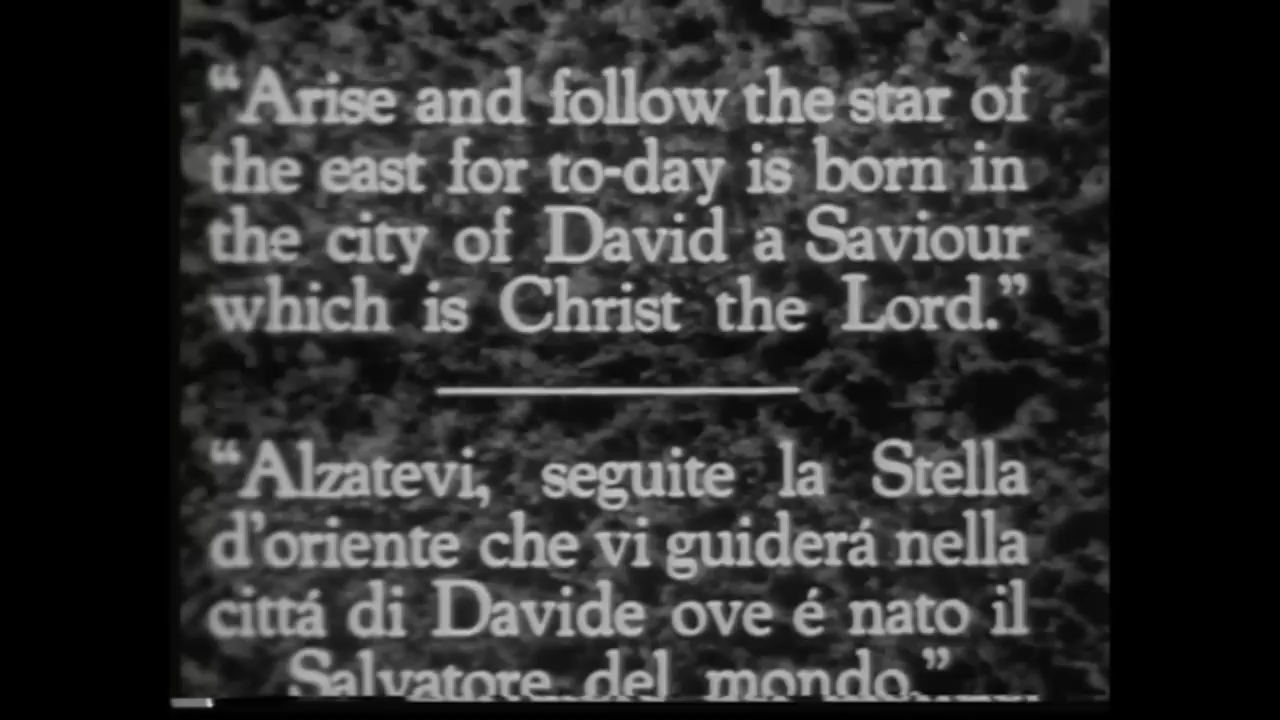 “Arise and follow the star of
the east for to-day is born in
the city of David a Saviour
which is Christ the Lord.”
“Alzatevi, seguite la Stella
d'oriente che vi guiderá nella
cittá di Davide ove é nato il
Salvatore del mondo.”